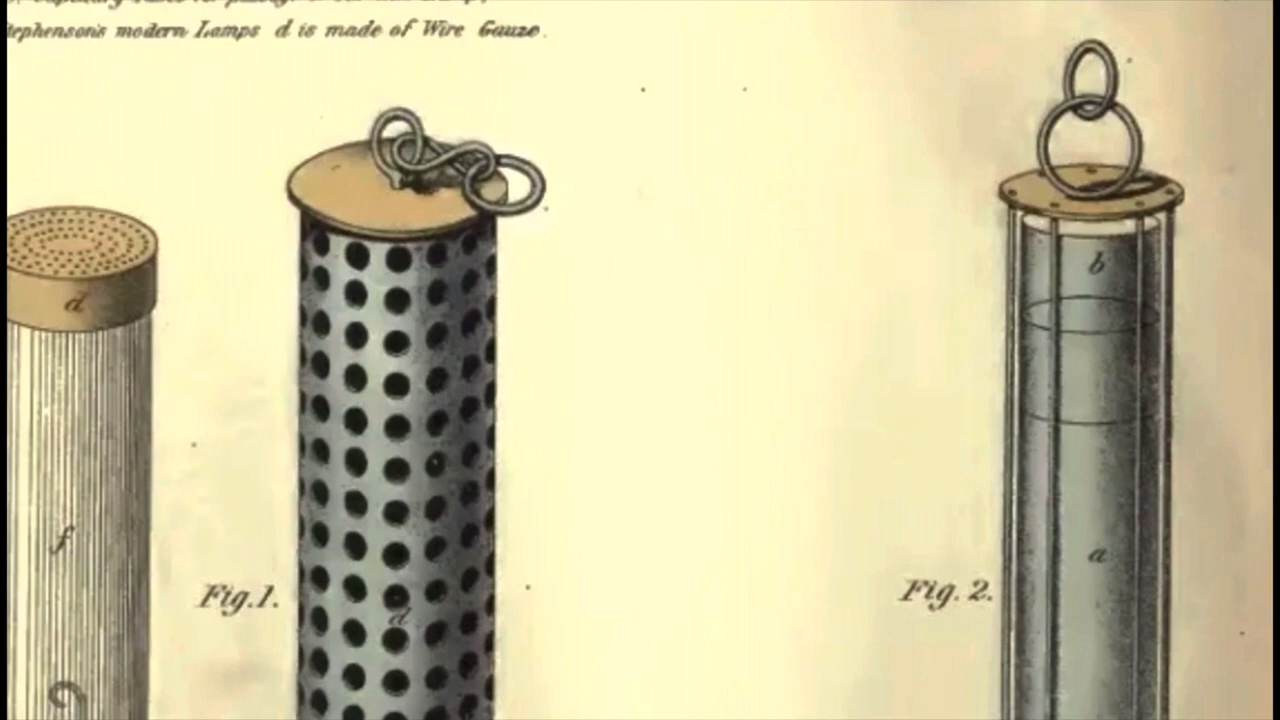 Stephenson's modern Lamps d is made of Wire Gauze.
b
d
a
f
Fig.1.
Fig. 2.
d